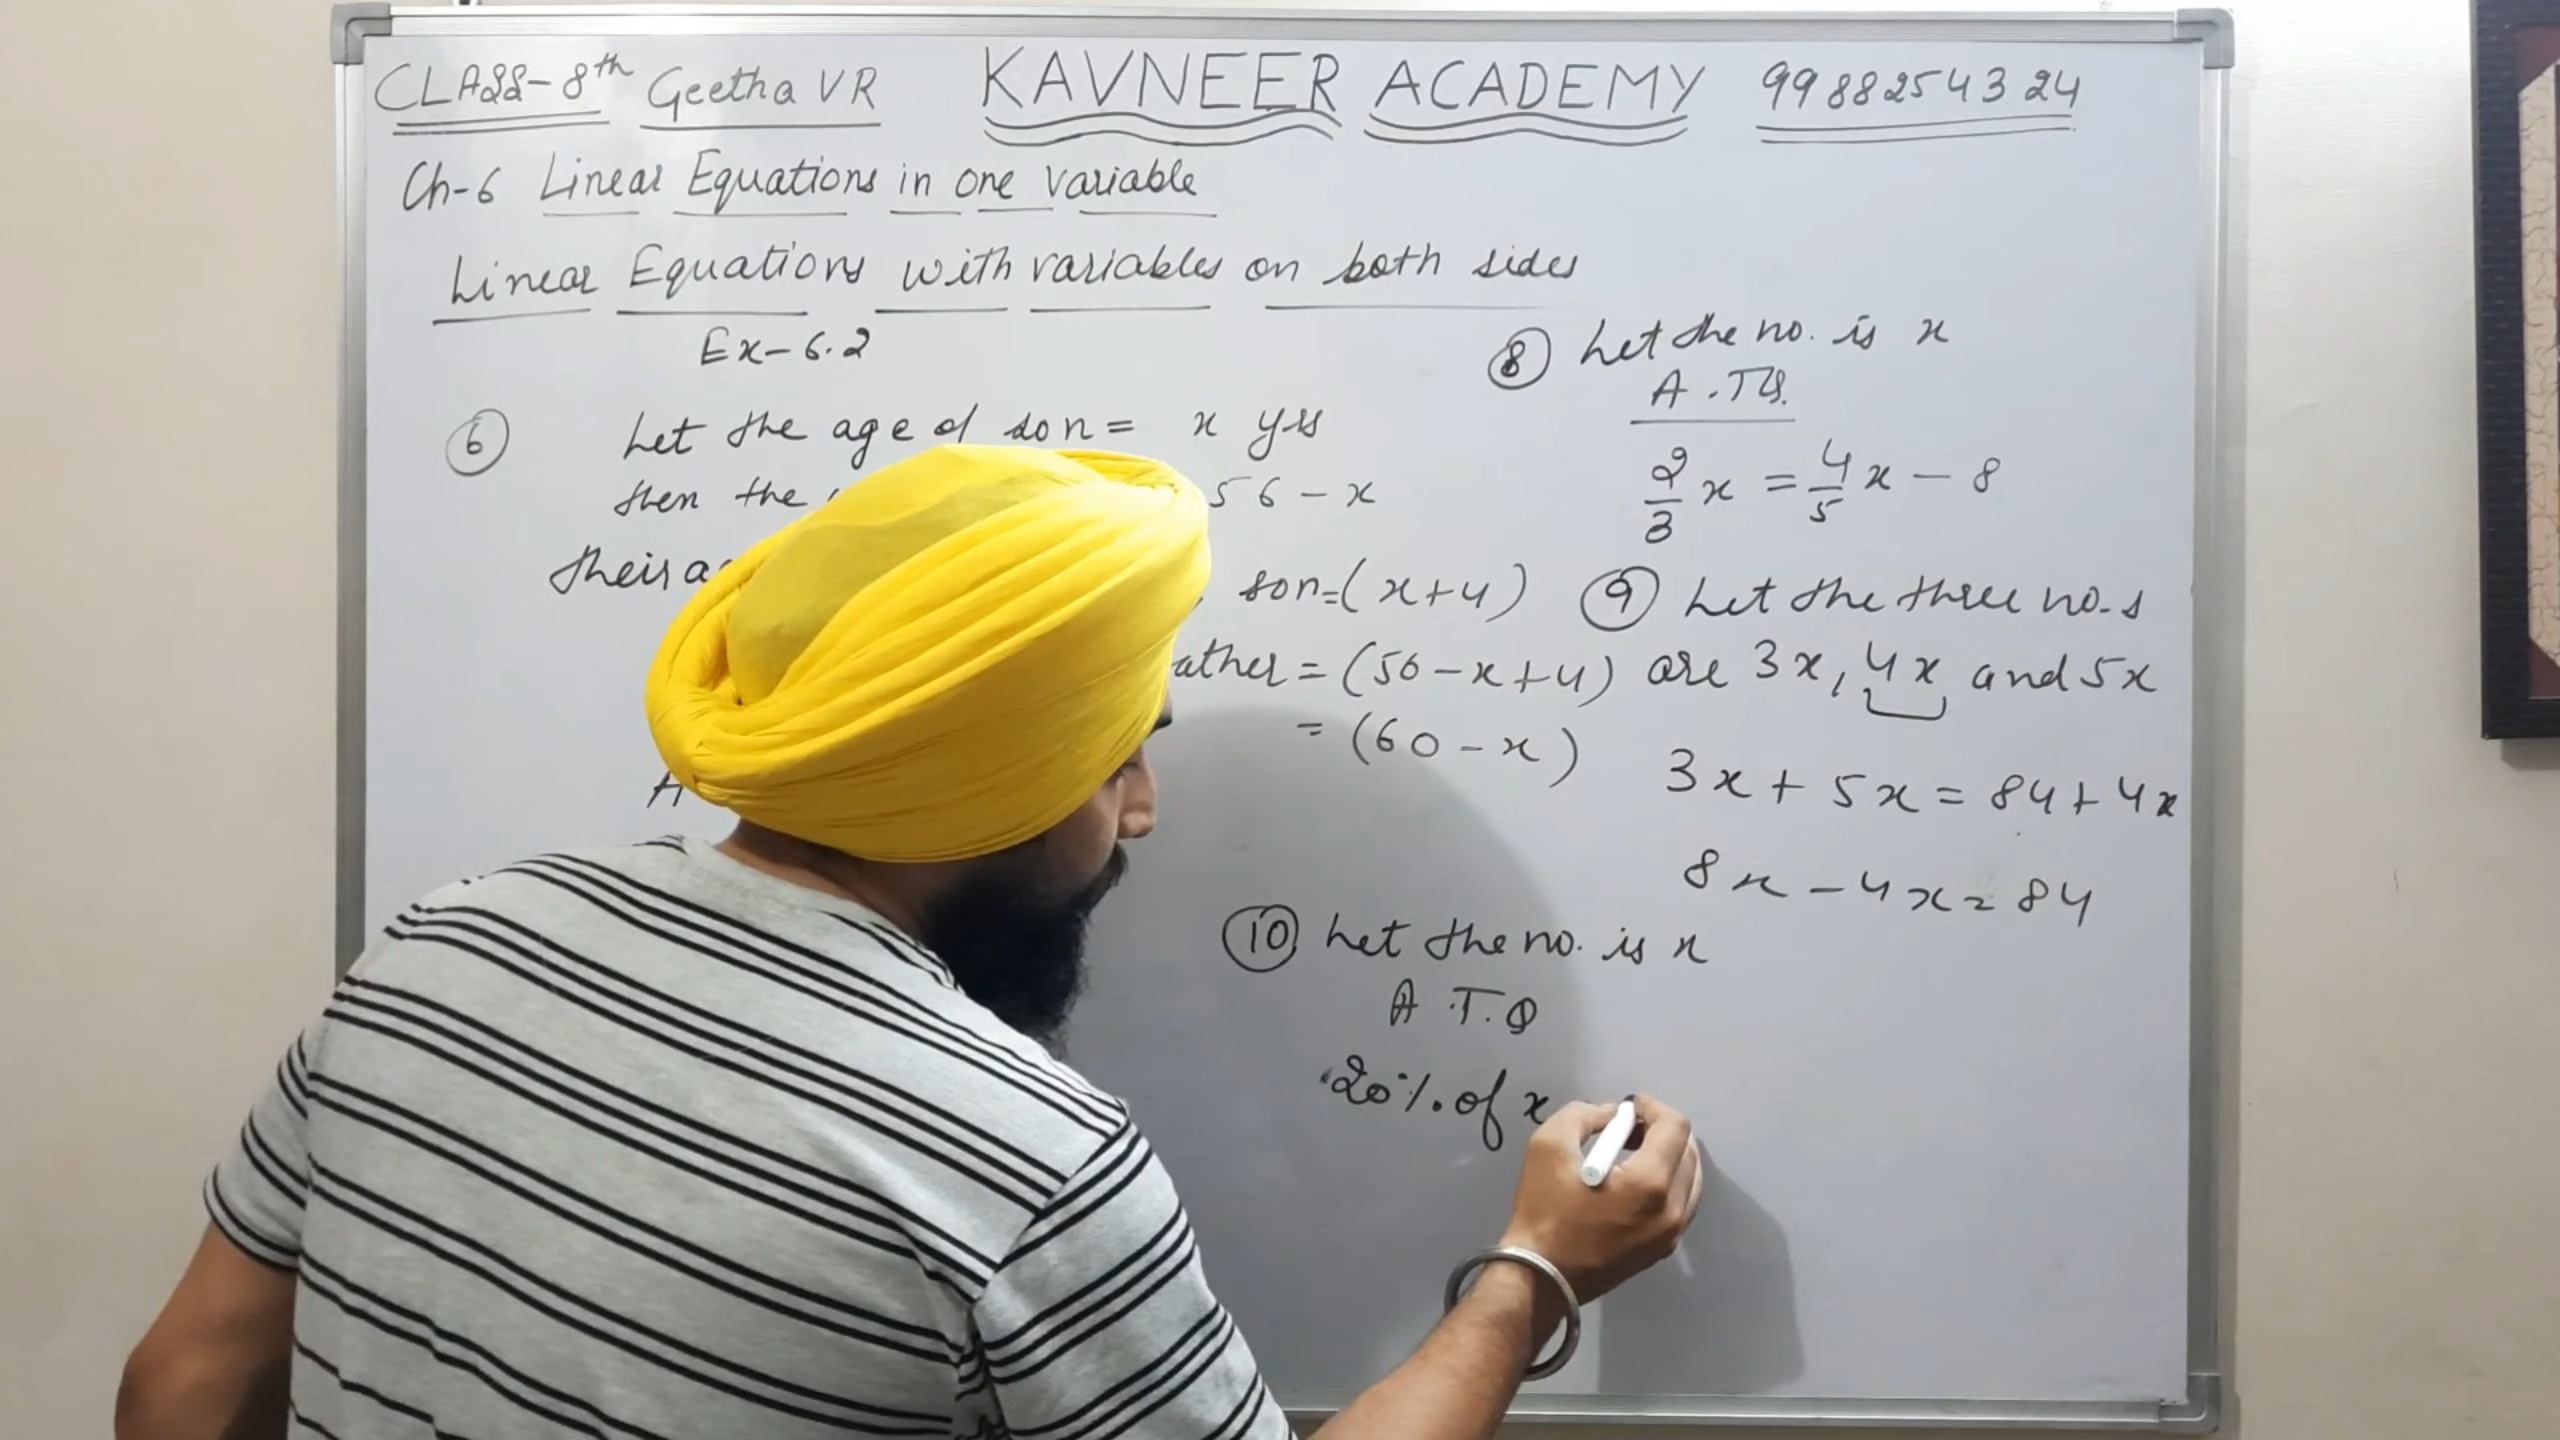 CLASS-8th Geetha VR KAVNEER ACADEMY 9988254324
Ch-6 Linear Equations in one variable
Linear Equations with variables on both sides
Ex-6.2
6 Let the age of son = x yrs
then the 56-x
their a son=(x+4)
ather = (56-x+4)
= (60-x)
8 Let the no. is x
A.T.Q.
2/3 x = 4/5 x - 8
9 Let the three no.s
are 3x, 4x and 5x
3x + 5x = 84 + 4x
8x - 4x = 84
10 Let the no. is x
A.T.Q
20% of x